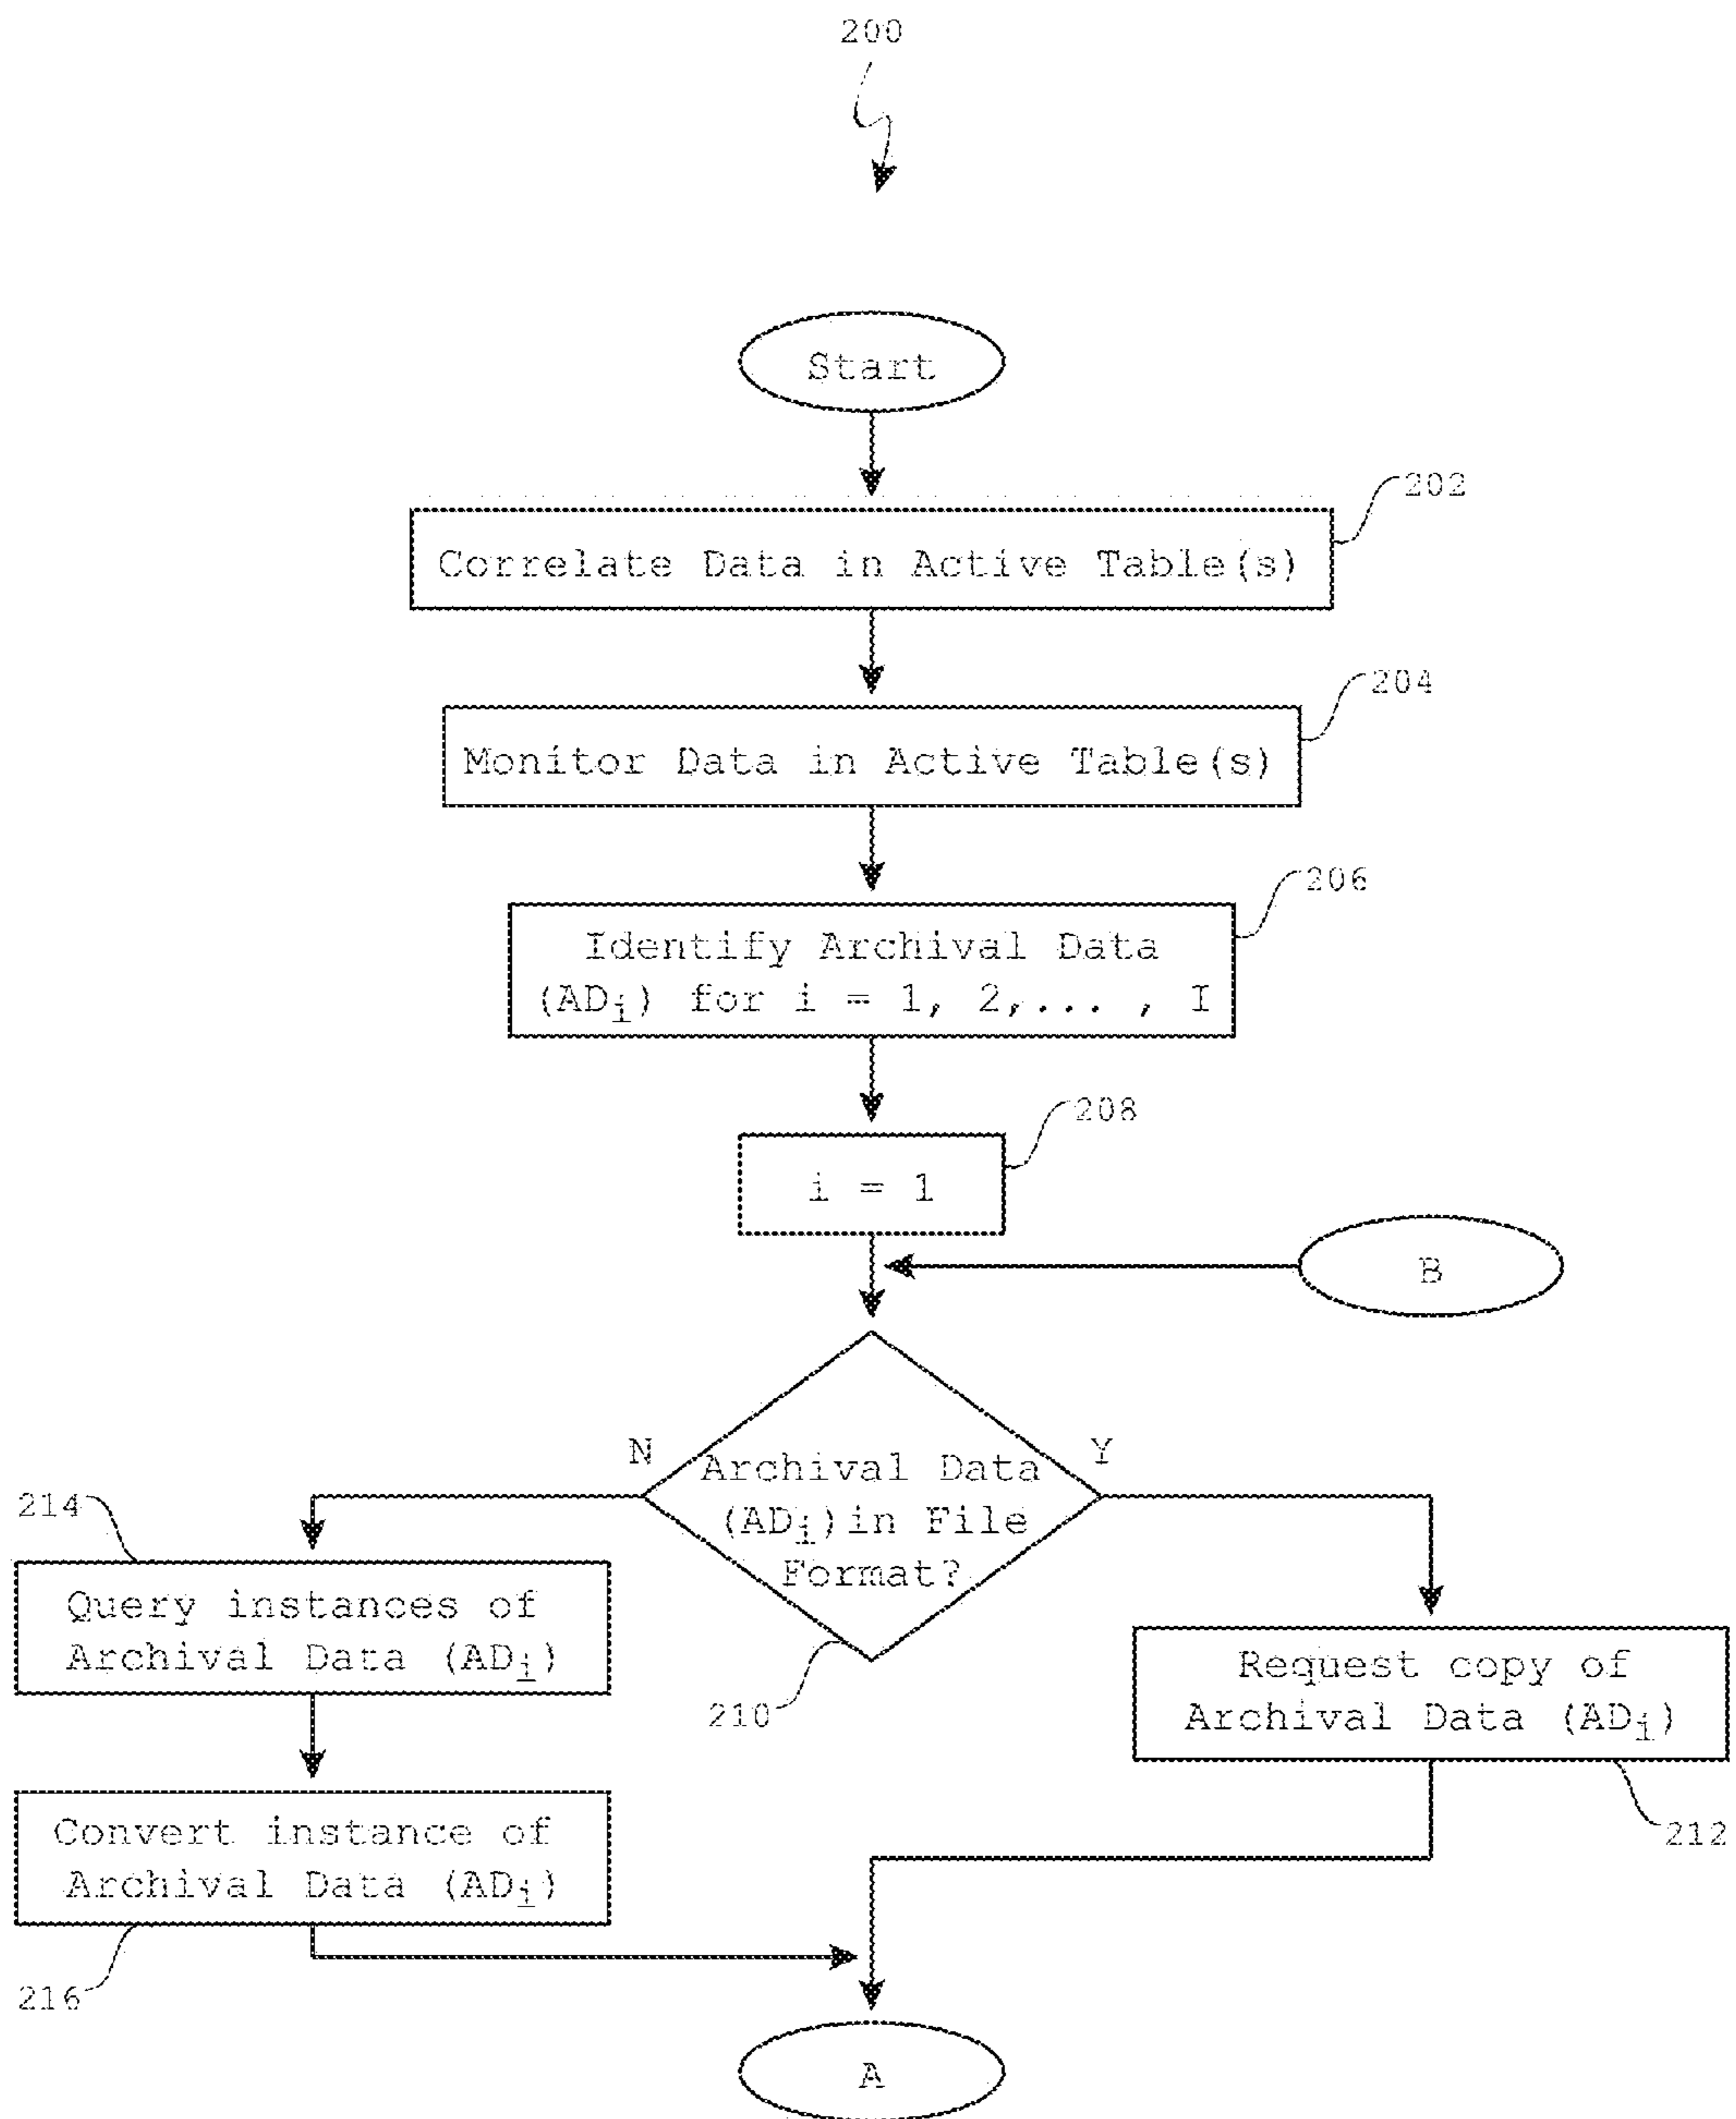 200
Start
202
Correlate Data in Active Table(s)
204
Monitor Data in Active Table(s)
206
Identify Archival Data
(ADi) for i = 1, 2,... , I
208
i = 1
B
N
Y
Archival Data
(ADi)in File
Format?
214
Query instances of
Archival Data (ADi)
210
Request copy of
Archival Data (ADi)
212
Convert instance of
Archival Data (ADi)
216
A